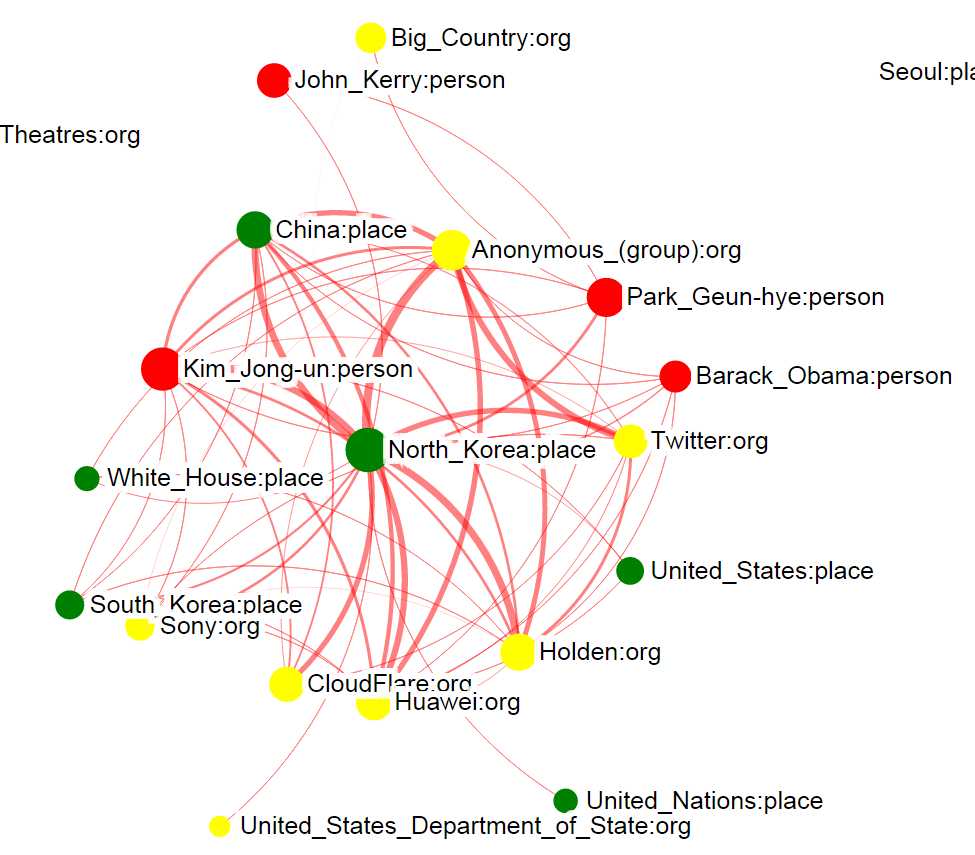 Big_Country:org
Seoul:pla
John_Kerry:person
Theatres:org
China:place
Anonymous_(group):org
Park_Geun-hye:person
Kim_Jong-un:person
Barack_Obama:person
Twitter:org
North_Korea:place
White_House:place
United_States:place
South_Korea:place
Sony:org
Holden:org
CloudFlare:org
Huawei:org
United_Nations:place
United_States_Department_of_State:org